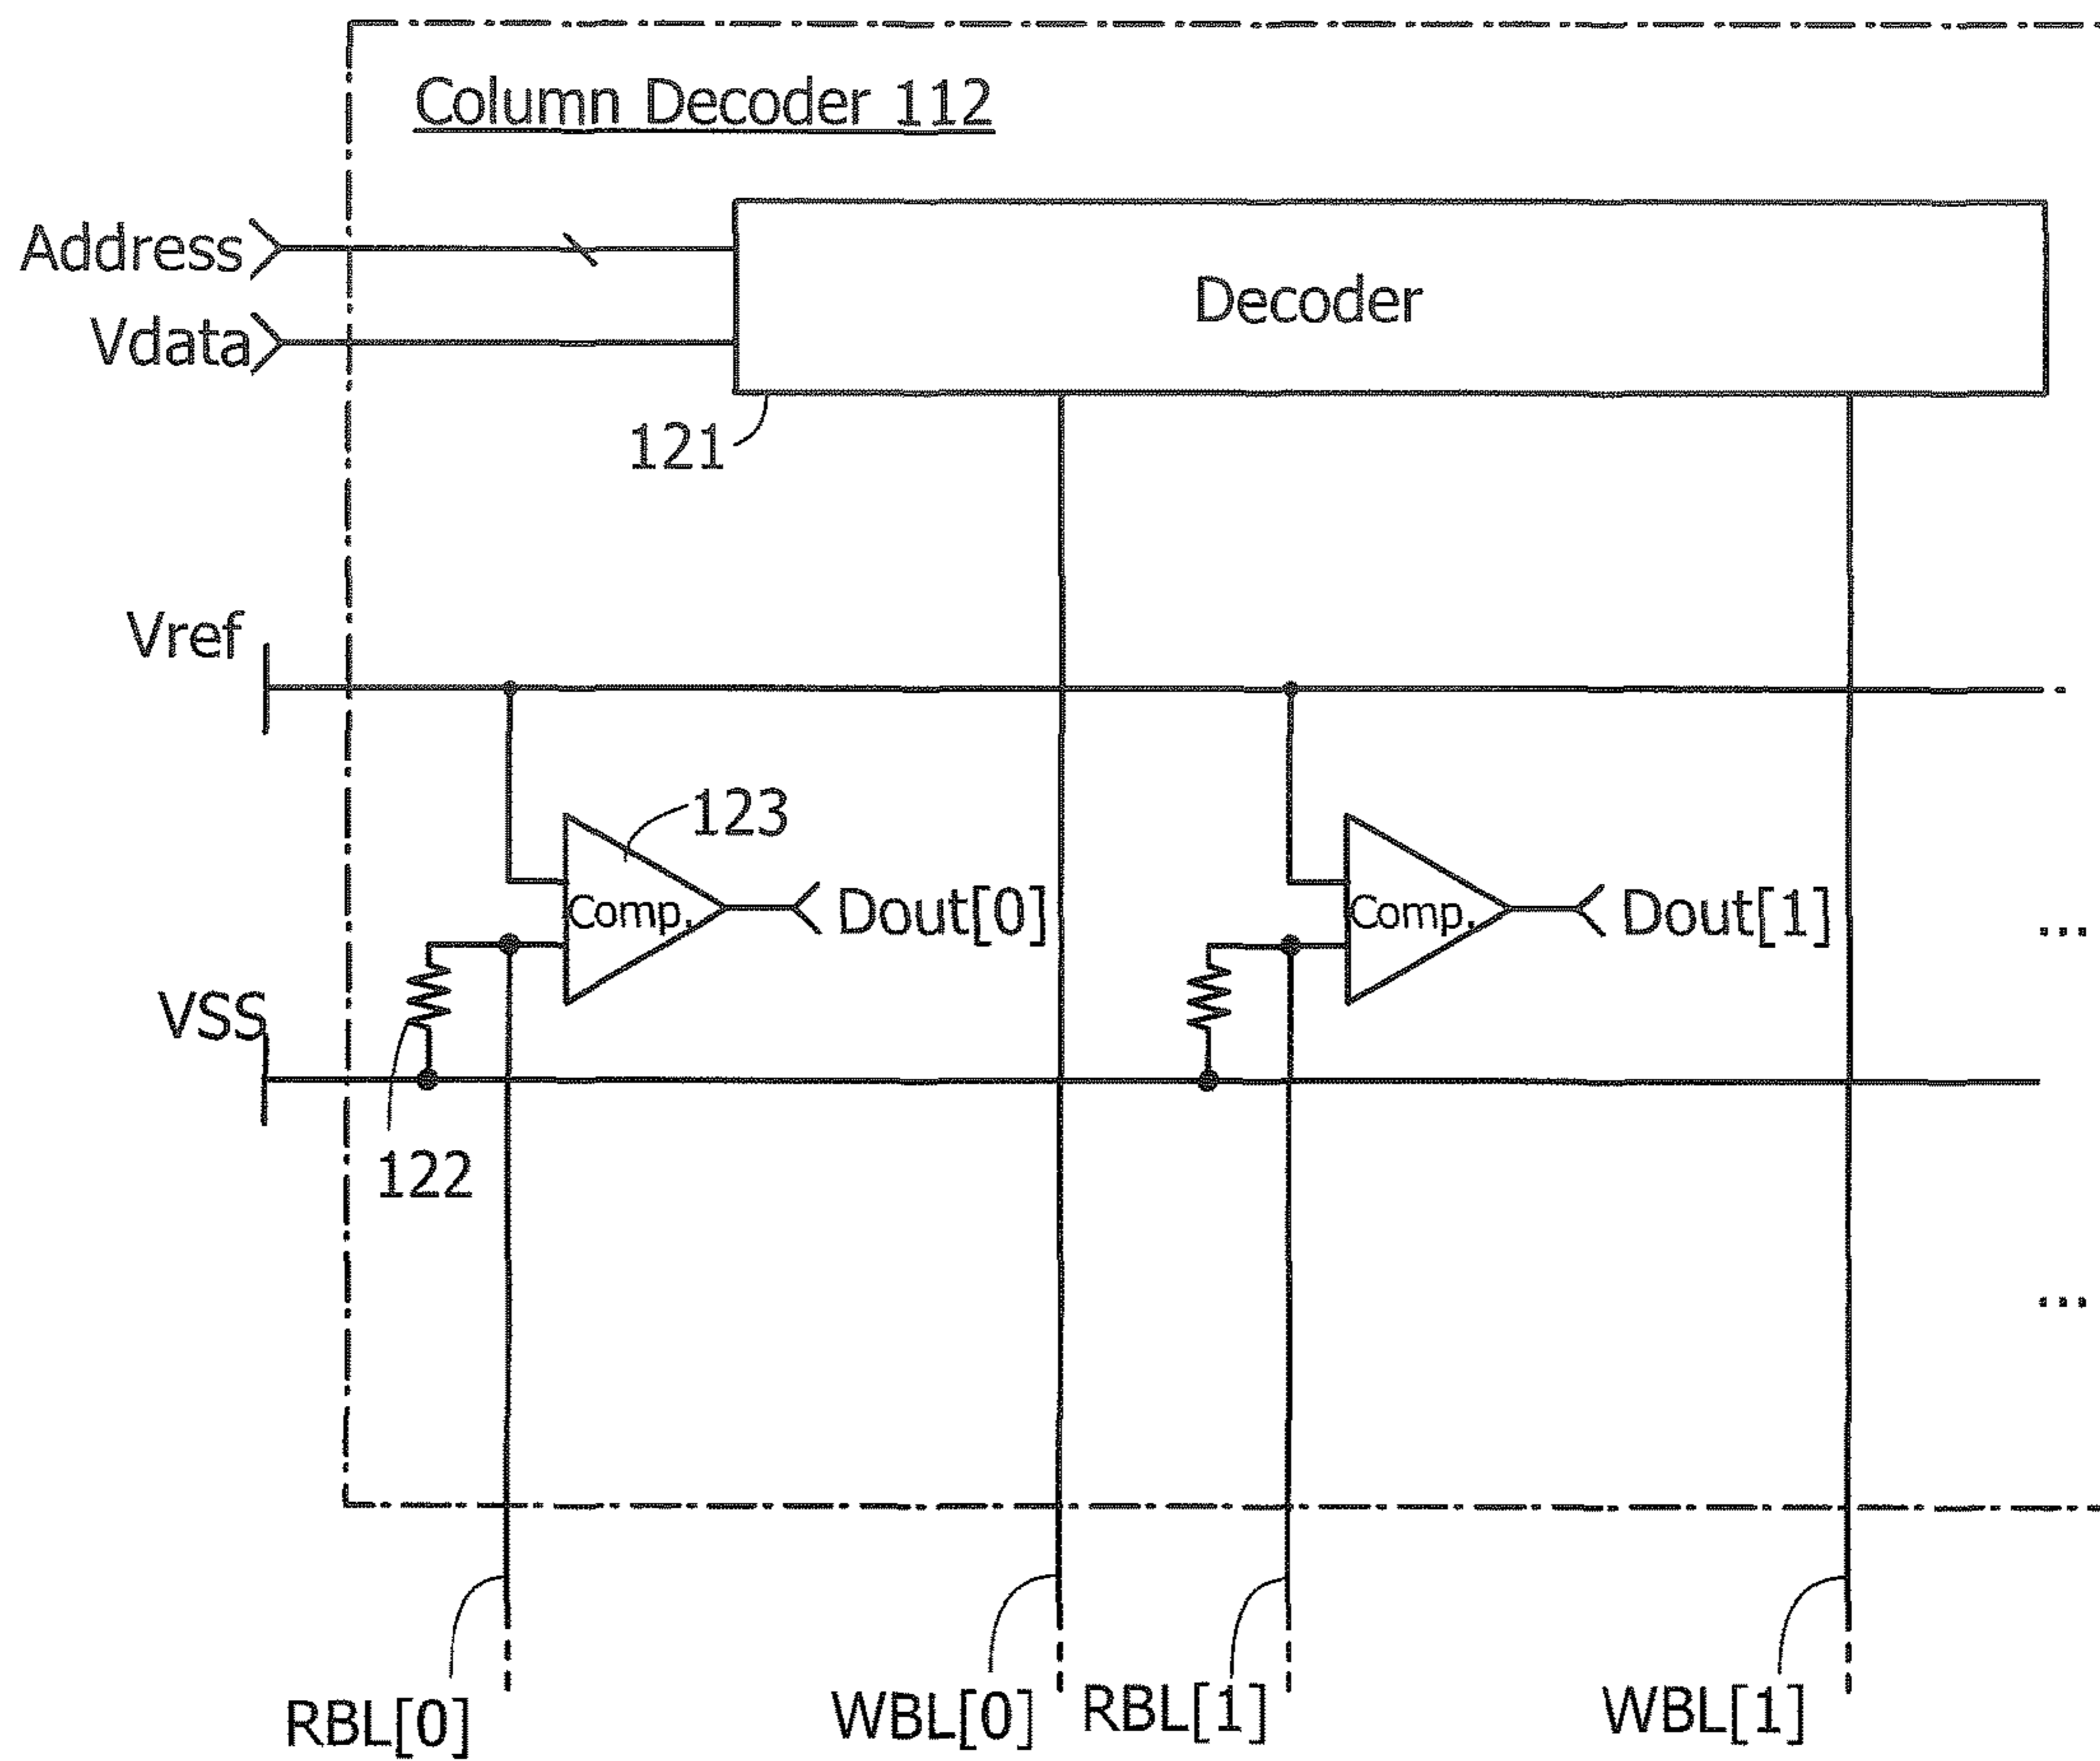 Column Decoder 112
Address
Decoder
Vdata
121
Vref
123
Comp.
Dout[0]
Comp.
Dout[1]
...
VSS
122
...
RBL[0]
WBL[0]
RBL[1]
WBL[1]